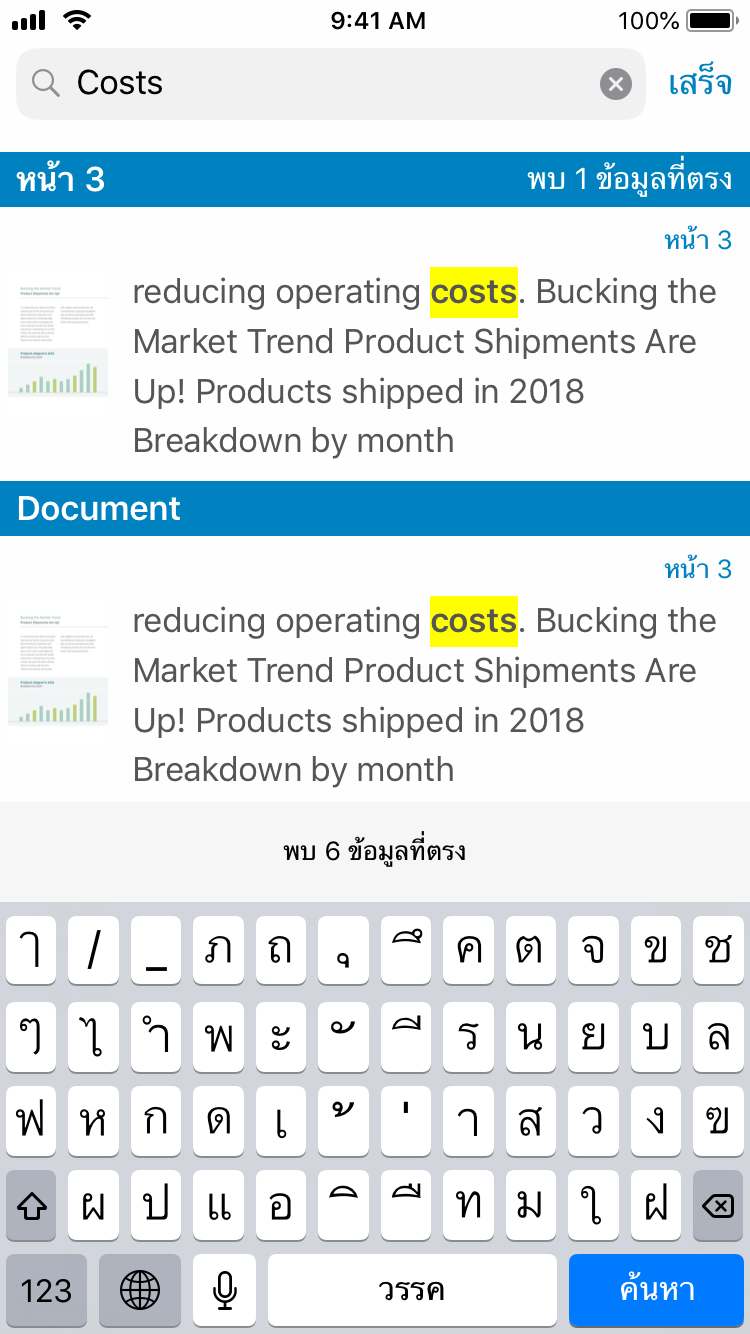 9:41 AM
100%
Costs
เสร็จ
หน้า 3
พบ 1 ข้อมูลที่ตรง
หน้า 3
reducing operating costs. Bucking the
Market Trend Product Shipments Are
Up! Products shipped in 2018
Breakdown by month
Document
หน้า 3
reducing operating costs. Bucking the
Market Trend Product Shipments Are
Up! Products shipped in 2018
Breakdown by month
พบ 6 ข้อมูลที่ตรง
ๅ / _ ภ ถ ุ ึ ค ต จ ข ช
ๆ ไ ำ พ ะ ั ี ร น ย บ ล
ฟ ห ก ด เ ้ ่ า ส ว ง ฃ
ผ ป แ อ ิ ื ท ม ใ ฝ
123 วรรค ค้นหา